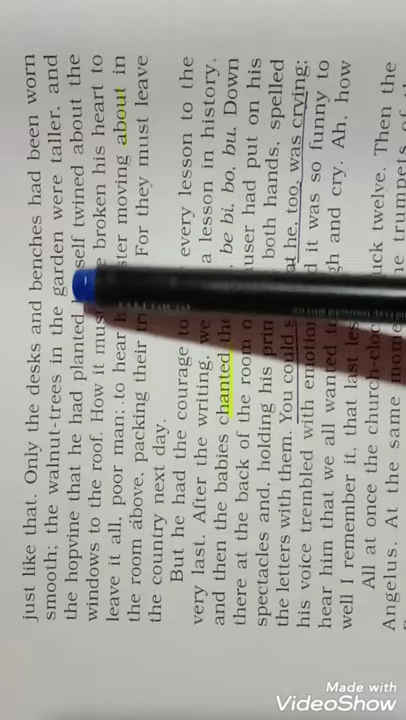 just like that. Only the desks and benches had been worn
smooth; the walnut-trees in the garden were taller, and
the hopvine that he had planted self twined about the
windows to the roof. How it must broken his heart to
leave it all, poor man; to hear ster moving about in
the room above, packing their For they must leave
the country next day.
But he had the courage to every lesson to the
very last. After the writing, we a lesson in history,
and then the babies chanted the be bi, bo, bu. Down
there at the back of the room user had put on his
spectacles and, holding his both hands, spelled
the letters with them. You could at he, too, was crying;
his voice trembled with emotion it was so funny to
hear him that we all wanted gh and cry. Ah, how
well I remember it, that last les
All at once the church-cloc uck twelve. Then the
Angelus. At the same mome he trumpets of
Made with
VideoShow